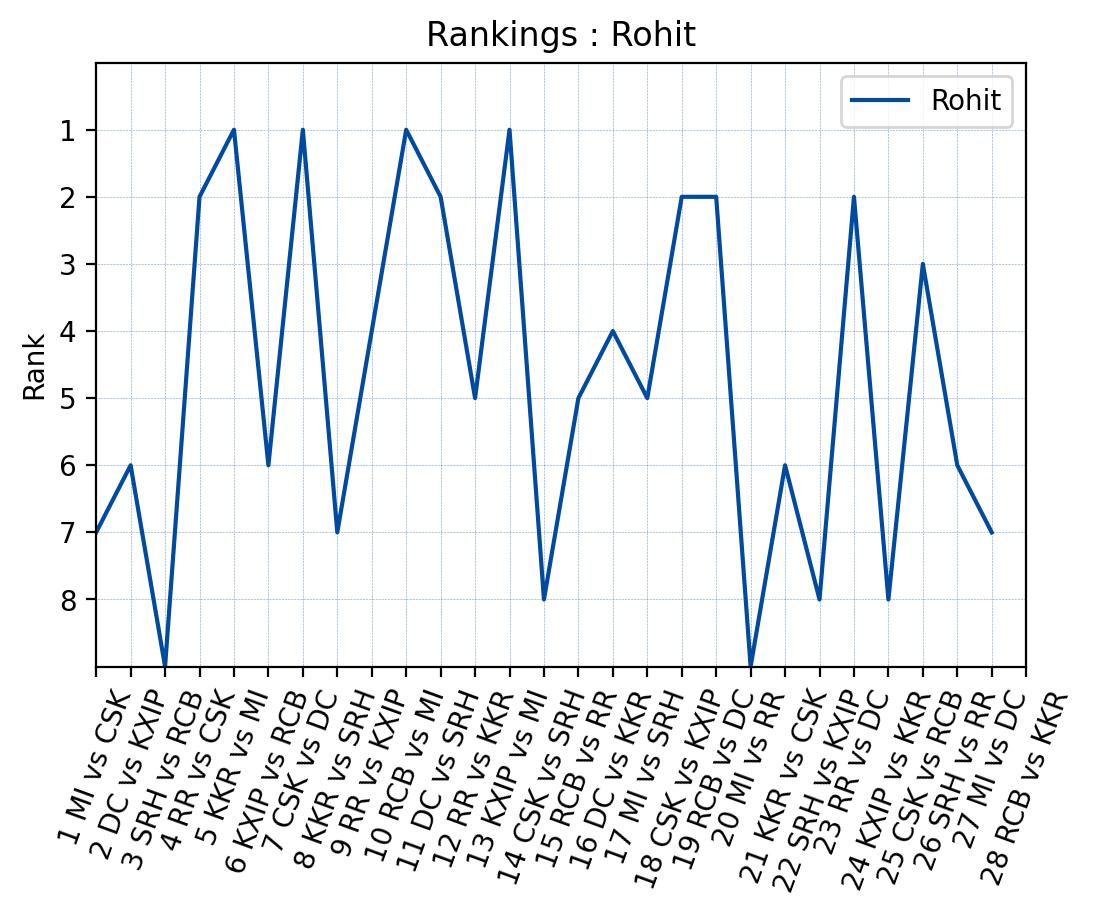 Rankings : Rohit
Rohit
Rank
1
2
3
4
5
6
7
8
1 MI vs CSK
2 DC vs KXIP
3 SRH vs RCB
4 RR vs CSK
5 KKR vs MI
6 KXIP vs RCB
7 CSK vs DC
8 KKR vs SRH
9 RR vs KXIP
10 RCB vs MI
11 DC vs SRH
12 RR vs KKR
13 KXIP vs MI
14 CSK vs SRH
15 RCB vs RR
16 DC vs KKR
17 MI vs SRH
18 CSK vs KXIP
19 RCB vs DC
20 MI vs RR
21 KKR vs CSK
22 SRH vs KXIP
23 RR vs DC
24 KXIP vs KKR
25 CSK vs RCB
26 SRH vs RR
27 MI vs DC
28 RCB vs KKR